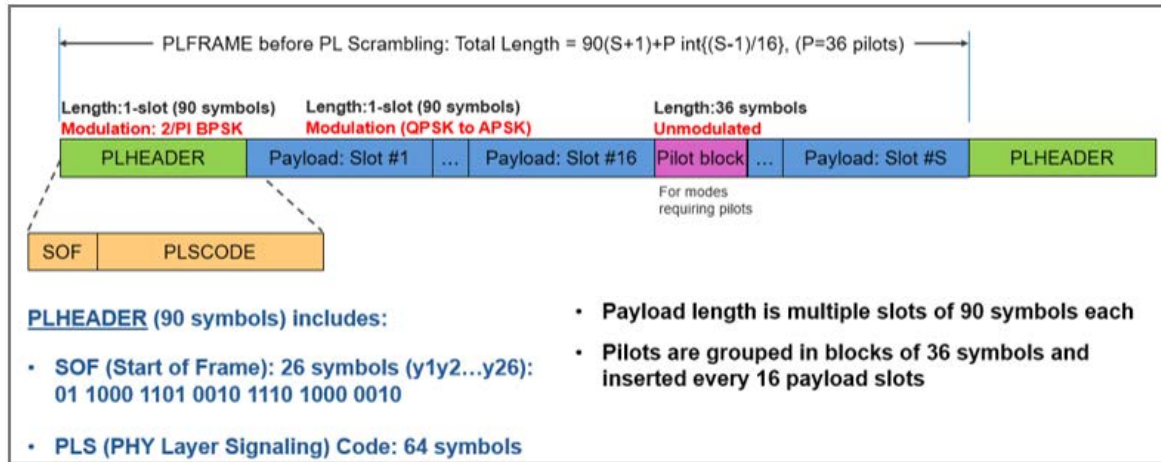 PLFRAME before PL Scrambling: Total Length = 90(S+1)+P int{(S-1)/16}, (P=36 pilots)
Length:1-slot (90 symbols)
Modulation: 2/PI BPSK
Length:1-slot (90 symbols)
Modulation (QPSK to APSK)
Length:36 symbols
Unmodulated
PLHEADER
Payload: Slot #1
...
Payload: Slot #16
Pilot block
...
Payload: Slot #S
PLHEADER
For modes
requiring pilots
SOF
PLSCODE
PLHEADER (90 symbols) includes:
• SOF (Start of Frame): 26 symbols (y1y2...y26):
01 1000 1101 0010 1110 1000 0010
• PLS (PHY Layer Signaling) Code: 64 symbols
• Payload length is multiple slots of 90 symbols each
• Pilots are grouped in blocks of 36 symbols and
inserted every 16 payload slots